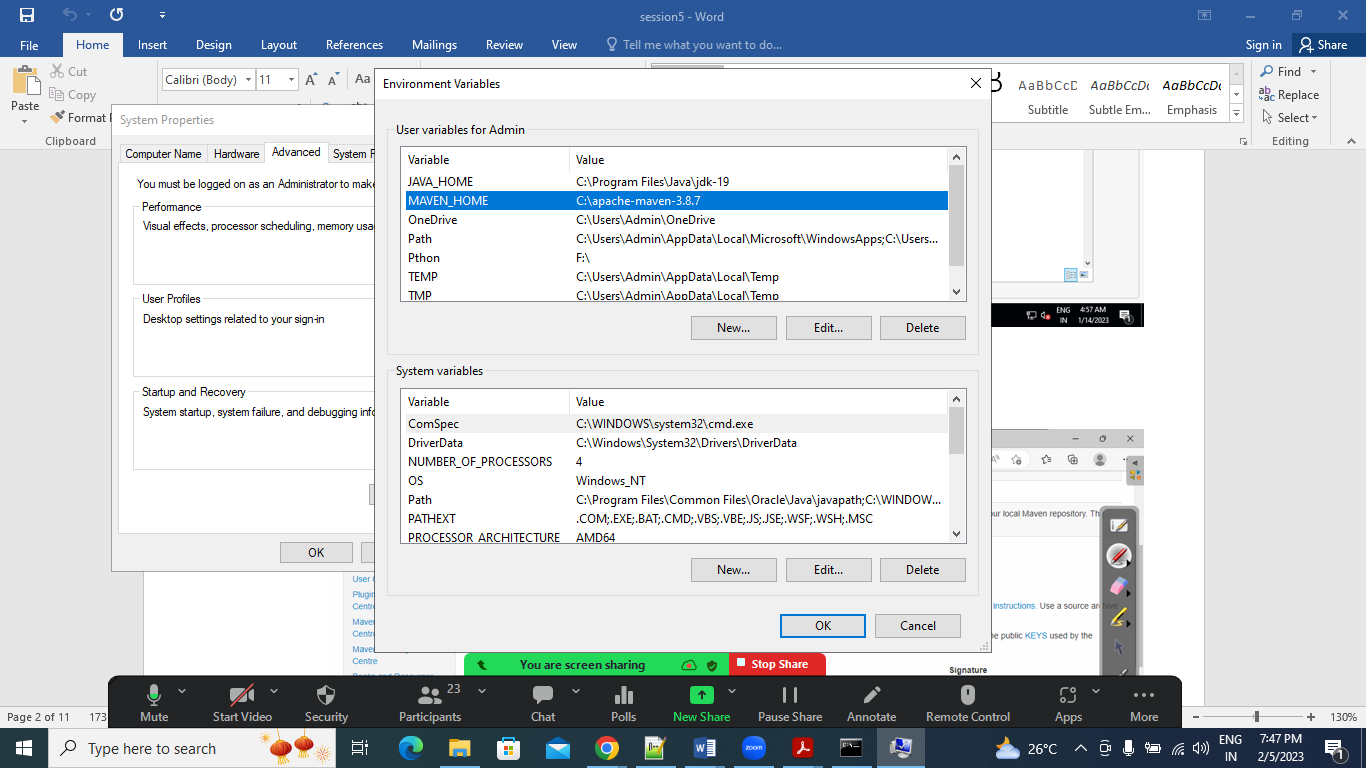 session5 - Word
File Home Insert Design Layout References Mailings Review View Tell me what you want to do... Sign in Share
Cut
Copy
Paste
Format
Clipboard
Calibri (Body) 11 A A Aa
AaBbCcD AaBbCcDc AaBbCcDc
Subtitle Subtle Em... Emphasis
Find
Replace
Select
Editing
System Properties
Computer Name Hardware Advanced System
You must be logged on as an Administrator to make
Performance
Visual effects, processor scheduling, memory
User Profiles
Desktop settings related to your sign-in
Startup and Recovery
System startup, system failure, and debugging
OK
Environment Variables
User variables for Admin
Variable Value
JAVA_HOME C:\Program Files\Java\jdk-19
MAVEN_HOME C:\apache-maven-3.8.7
OneDrive C:\Users\Admin\OneDrive
Path C:\Users\Admin\AppData\Local\Microsoft\WindowsApps;C:\Users...
Pthon F:\
TEMP C:\Users\Admin\AppData\Local\Temp
TMP C:\Users\Admin\AppData\Local\Temp
New... Edit... Delete
System variables
Variable Value
ComSpec C:\WINDOWS\system32\cmd.exe
DriverData C:\Windows\System32\Drivers\DriverData
NUMBER_OF_PROCESSORS 4
OS Windows_NT
Path C:\Program Files\Common Files\Oracle\Java\javapath;C:\WINDOW...
PATHEXT .COM;.EXE;.BAT;.CMD;.VBS;.VBE;.JS;.JSE;.WSF;.WSH;.MSC
PROCESSOR_ARCHITECTURE AMD64
New... Edit... Delete
OK Cancel
ENG 4:57 AM
IN 1/14/2023
local Maven repository.
instructions. Use a source archive
public KEYS used by the
Signature
User
Centre
Centre
Centre
You are screen sharing Stop Share
23
Mute Start Video Security Participants Chat Polls New Share Pause Share Annotate Remote Control Apps More
Page 2 of 11 173
130%
Type here to search
zoom
26°C
ENG 7:47 PM
IN 2/5/2023
1